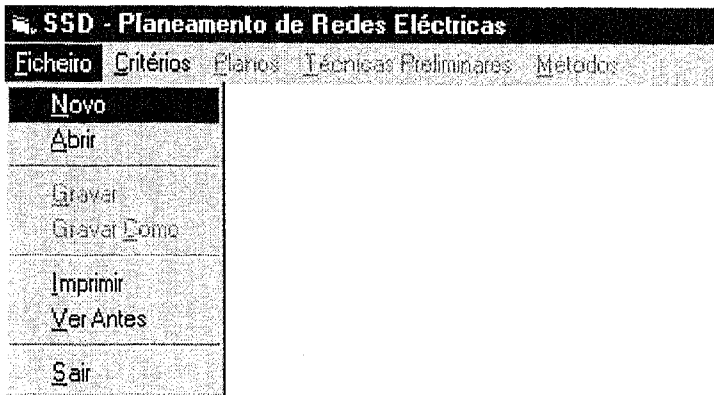 SSD - Planeamento de Redes Eléctricas
Ficheiro Critérios Planos Técnicas Preliminares Métodos
Novo
Abrir
Gravar
Gravar Como
Imprimir
Ver Antes
Sair